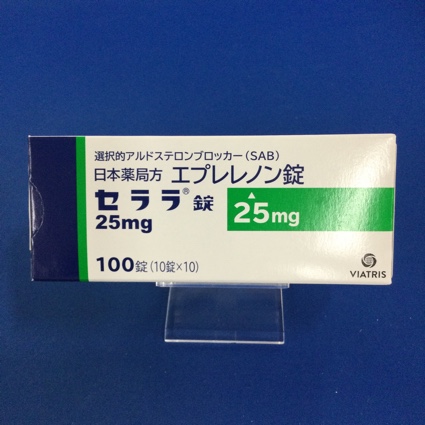 選択的アルドステロンブロッカー(SAB)
日本薬局方 エプレレノン錠
セララ®錠
25mg
25mg
100錠(10錠×10)
VIATRIS